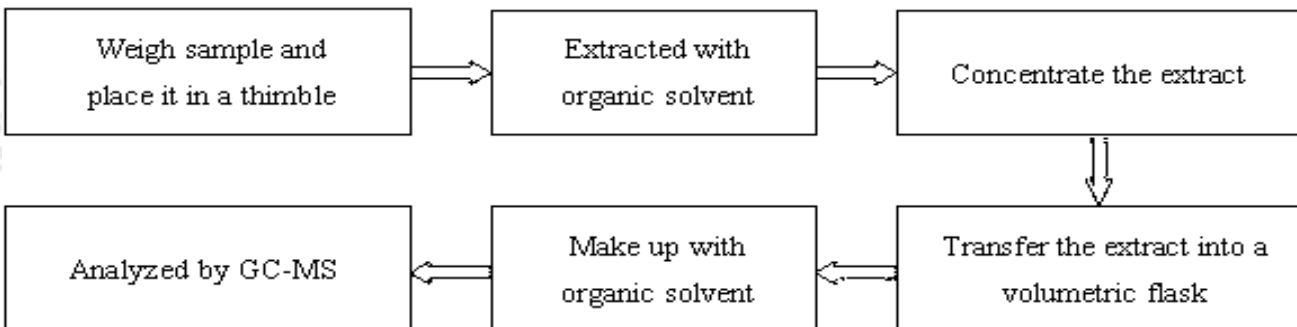 Weigh sample and
place it in a thimble
Extracted with
organic solvent
Concentrate the extract
Transfer the extract into a
volumetric flask
Make up with
organic solvent
Analyzed by GC-MS